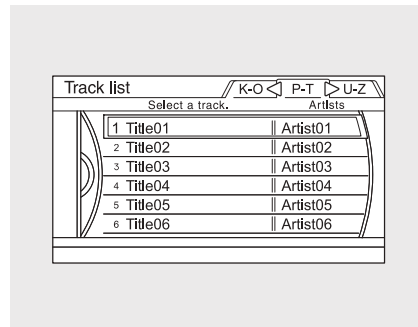 Track list K-O P-T U-Z
Select a track. Artists
1 Title01 Artist01
2 Title02 Artist02
3 Title03 Artist03
4 Title04 Artist04
5 Title05 Artist05
6 Title06 Artist06